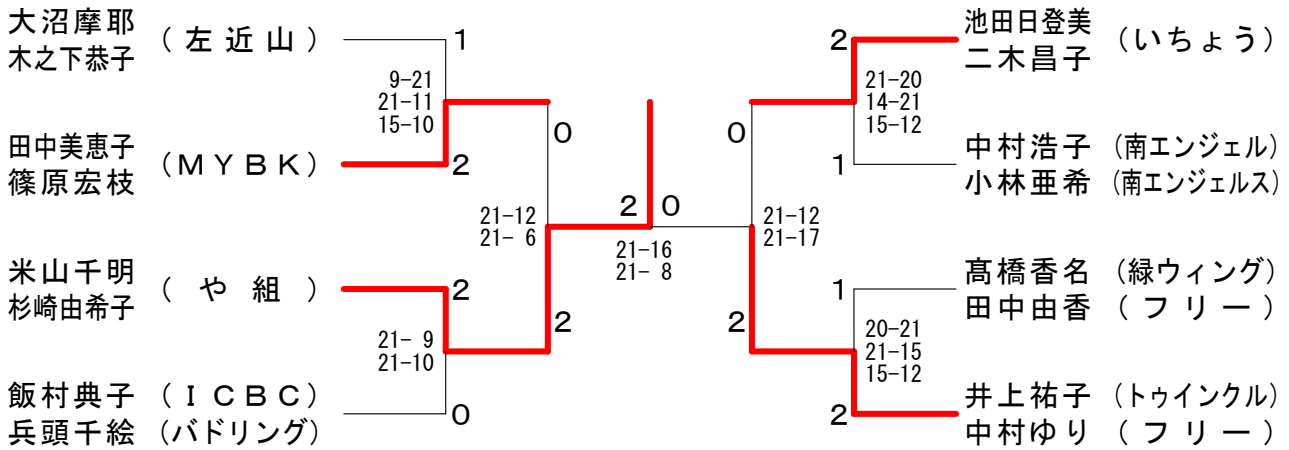 大沼摩耶
木之下恭子
(左近山)
1
9-21
21-11
15-10
田中美恵子
篠原宏枝
(MYBK)
2
0
21-12
21- 6
米山千明
杉崎由希子
(や組)
2
21- 9
21-10
2
飯村典子 (ICBC)
兵頭千絵 (バドリング)
0
2 0
21-16
21- 8
池田日登美
二木昌子
(いちょう)
2
21-20
14-21
15-12
中村浩子 (南エンジェル)
小林亜希 (南エンジェルス)
1
0
21-12
21-17
髙橋香名 (緑ウィング)
田中由香 (フリー)
1
20-21
21-15
15-12
2
井上祐子 (トゥインクル)
中村ゆり (フリー)
2